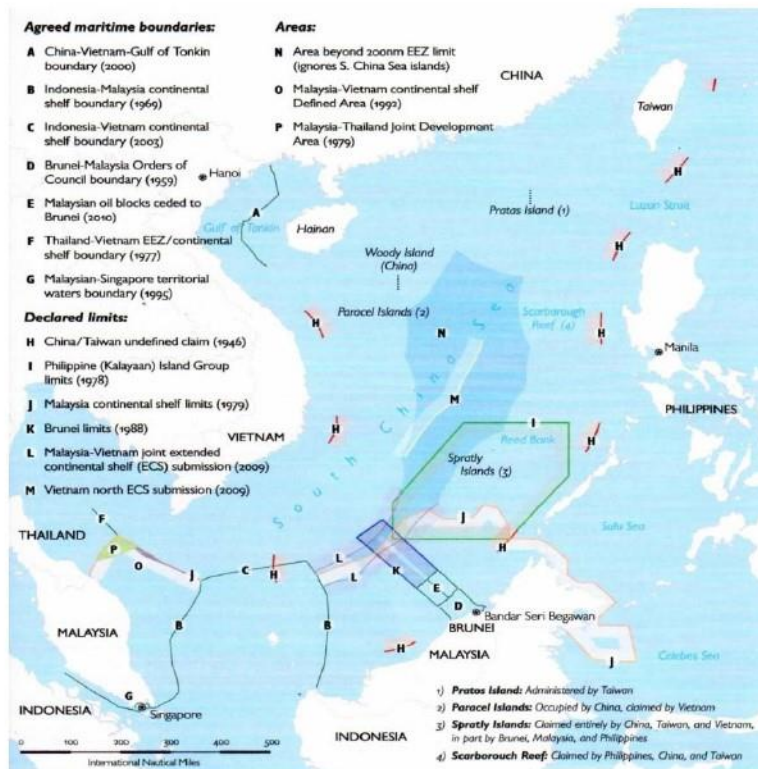 Agreed maritime boundaries:
A China-Vietnam-Gulf of Tonkin
boundary (2000)
B Indonesia-Malaysia continental
shelf boundary (1969)
C Indonesia-Vietnam continental
shelf boundary (2003)
D Brunei-Malaysia Orders of
Council boundary (1959)
E Malaysian oil blocks ceded to
Brunei (2010)
F Thailand-Vietnam EEZ/continental
shelf boundary (1977)
G Malaysian-Singapore territorial
waters boundary (1995)
Declared limits:
H China/Taiwan undefined claim (1946)
I Philippine (Kalayaan) Island Group
limits (1978)
J Malaysia continental shelf limits (1979)
K Brunei limits (1988)
L Malaysia-Vietnam joint extended
continental shelf (ECS) submission (2009)
M Vietnam north ECS submission (2009)
Areas:
N Area beyond 200nm EEZ limit
(ignores S. China Sea islands)
O Malaysia-Vietnam continental shelf
Defined Area (1992)
P Malaysia-Thailand Joint Development
Area (1979)
CHINA
Taiwan
H
Hanoi
A
Gulf of Tonkin
Hainan
Pratas Island (1)
Luzon Strait
H
Woody Island
(China)
Paracel Islands (2)
H
N
Scarborough
Reef (4)
H
Manila
PHILIPPINES
M
South China Sea
VIETNAM
H
I
Reed Bank
H
Spratly
Islands (3)
J
H
Sulu Sea
F
THAILAND
P
O
J
C
H
L
L
K
E
D
Bandar Seri Begawan
BRUNEI
MALAYSIA
B
B
H
J
Celebes Sea
MALAYSIA
G
Singapore
INDONESIA
INDONESIA
0 100 200 300 400 500
International Nautical Miles
1) Pratos Island: Administered by Taiwan
2) Paracel Islands: Occupied by China, claimed by Vietnam
3) Spratly Islands: Claimed entirely by China, Taiwan, and Vietnam,
in part by Brunei, Malaysia, and Philippines
4) Scarborouch Reef: Claimed by Philippines, China, and Taiwan